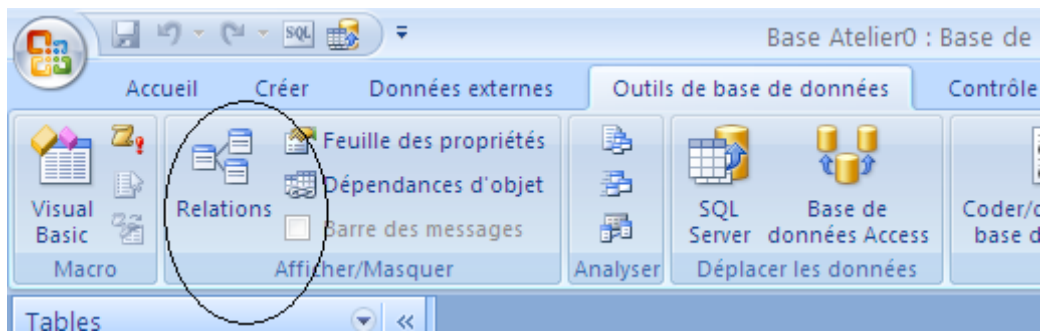 SQL
Base Atelier0 : Base de
Accueil Créer Données externes Outils de base de données Contrôle
Feuille des propriétés
Dépendances d'objet
Barre des messages
Visual Basic
Relations
SQL Server
Base de données Access
Coder/
base d
Macro Afficher/Masquer Analyser Déplacer les données
Tables